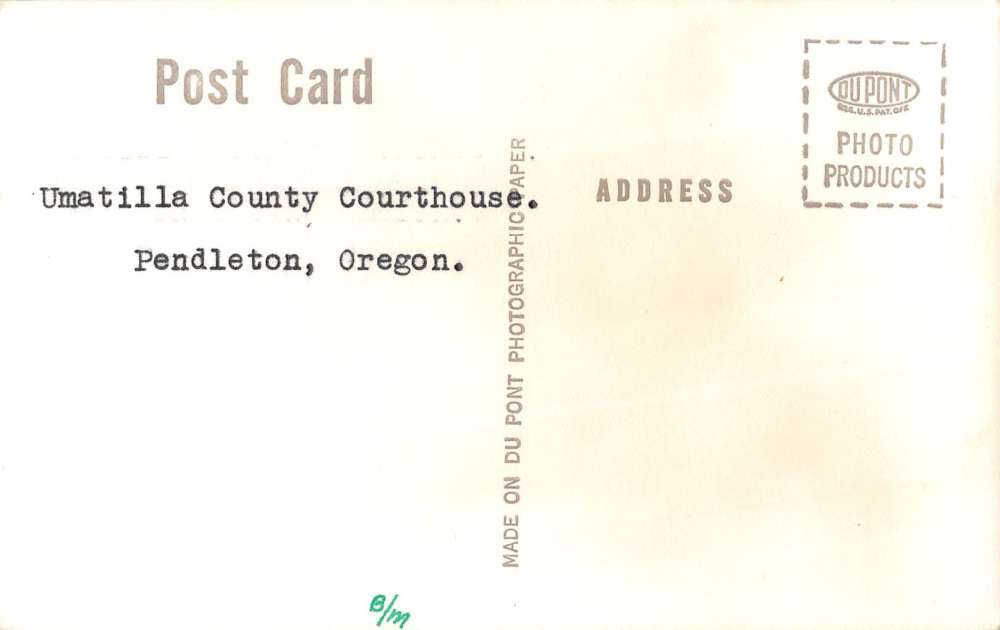 Post Card
DU PONT
REG. U.S. PAT. OFF.
PHOTO
PRODUCTS
ADDRESS
Umatilla County Courthouse.
Pendleton, Oregon.
MADE ON DU PONT PHOTOGRAPHIC PAPER
B/m